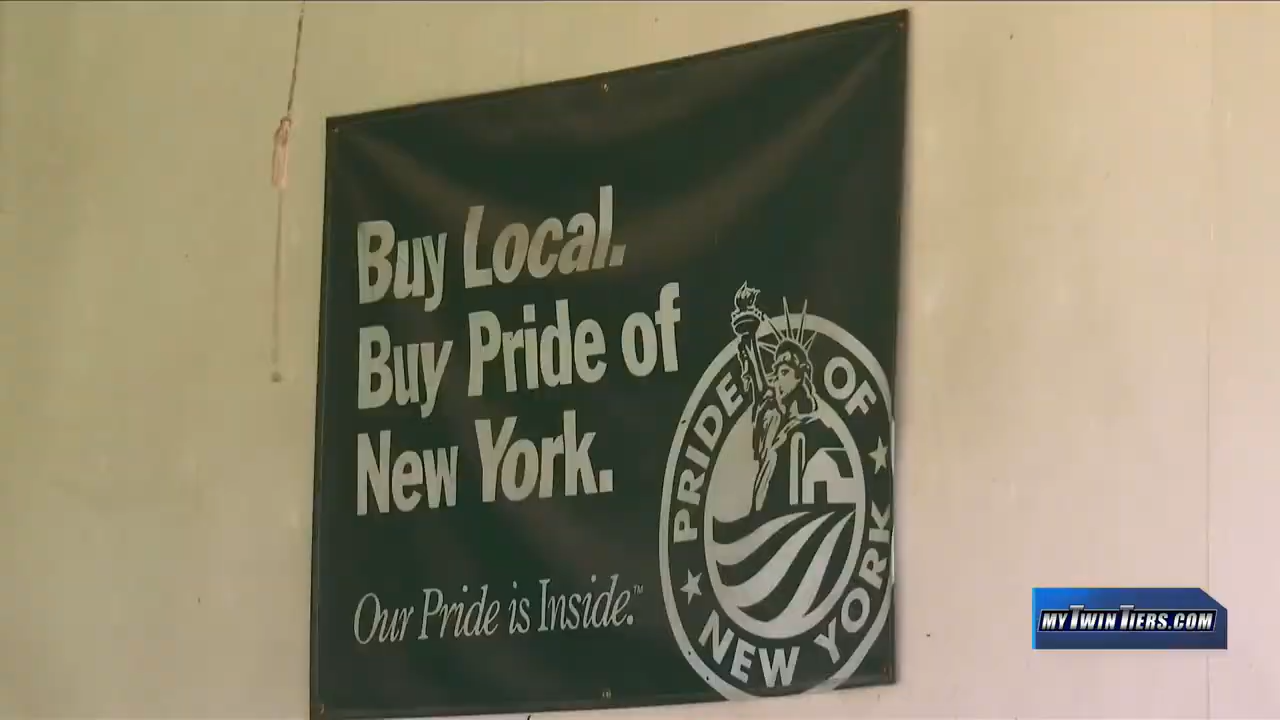 Buy Local.
Buy Pride of
New York.
Our Pride is Inside.™
PRIDE OF
NEW YORK
MYTWINTIERS.COM